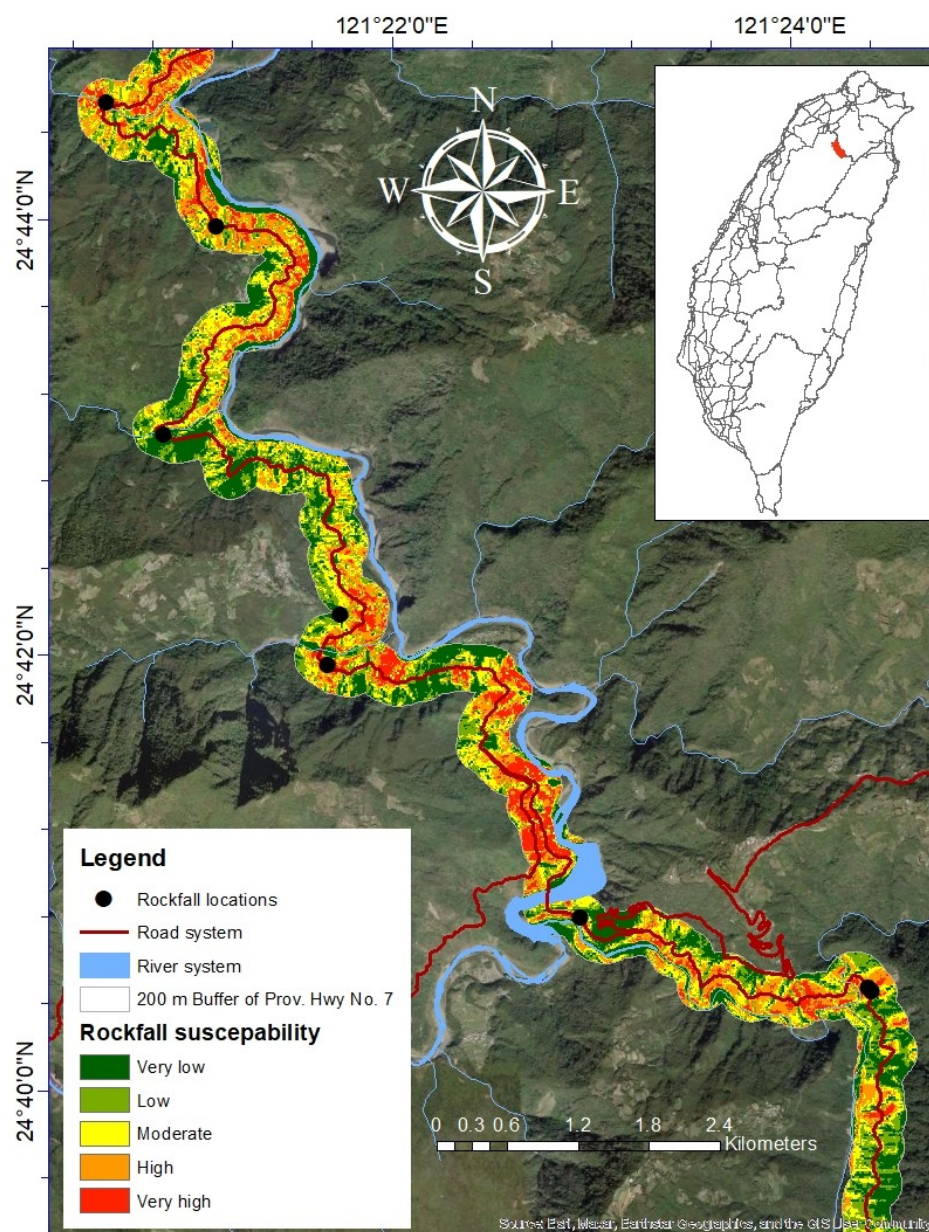 121°22'0"E
121°24'0"E
N
W
E
S
24°44'0"N
24°42'0"N
24°40'0"N
Legend
Rockfall locations
Road system
River system
200 m Buffer of Prov. Hwy No. 7
Rockfall suscepability
Very low
Low
Moderate
High
Very high
0 0.3 0.6 1.2 1.8 2.4
Kilometers
Source: Esri, Maxar, Earthstar Geographics, and the GIS User Community